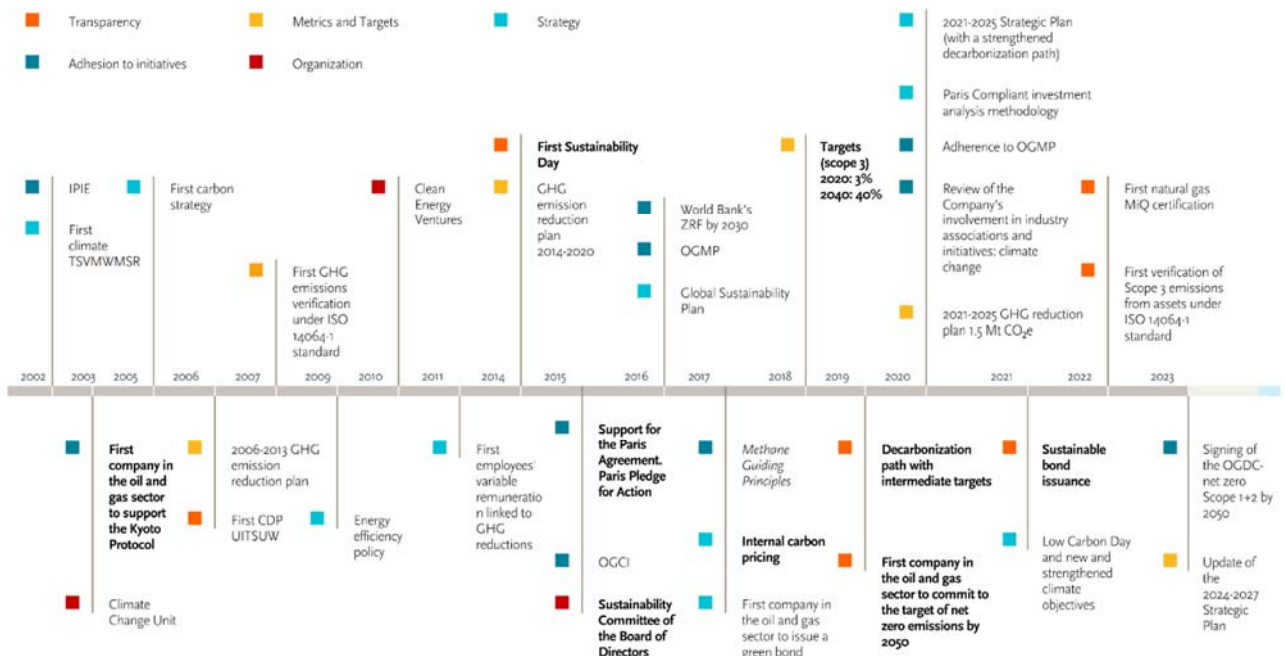 Transparency
Metrics and Targets
Strategy
Adhesion to initiatives
Organization
IPIE
First
climate
TSVMWMSR
First carbon
strategy
First GHG
emissions
verification
under ISO
14064-1
standard
Clean
Energy
Ventures
First Sustainability
Day
GHG
emission
reduction
plan
2014-2020
World Bank's
ZRF by 2030
OGMP
Global Sustainability
Plan
Targets
(scope 3)
2020: 3%
2040: 40%
2021-2025 Strategic Plan
(with a strengthened
decarbonization path)
Paris Compliant investment
analysis methodology
Adherence to OGMP
Review of the
Company's
involvement in industry
associations and
initiatives: climate
change
2021-2025 GHG reduction
plan 1.5 Mt CO₂e
First natural gas
MiQ certification
First verification of
Scope 3 emissions
from assets under
ISO 14064-1
standard
2002 2003 2005 2006 2007 2009 2010 2011 2014 2015 2016 2017 2018 2019 2020 2021 2022 2023
First
company in
the oil and
gas sector
to support
the Kyoto
Protocol
Climate
Change Unit
2006-2013 GHG
emission
reduction plan
First CDP
UITSUW
Energy
efficiency
policy
First
employees'
variable
remuneratio
n linked to
GHG
reductions
Support for
the Paris
Agreement.
Paris Pledge
for Action
OGCI
Sustainability
Committee of
the Board of
Directors
Methane
Guiding
Principles
Internal carbon
pricing
First company in
the oil and gas
sector to issue a
green bond
Decarbonization
path with
intermediate targets
First company in the oil and gas
sector to commit to
the target of net
zero emissions by
2050
Sustainable
bond
issuance
Low Carbon Day
and new and
strengthened
climate
objectives
Signing of
the OGDC-
net zero
Scope 1+2 by
2050
Update of
the
2024-2027
Strategic
Plan